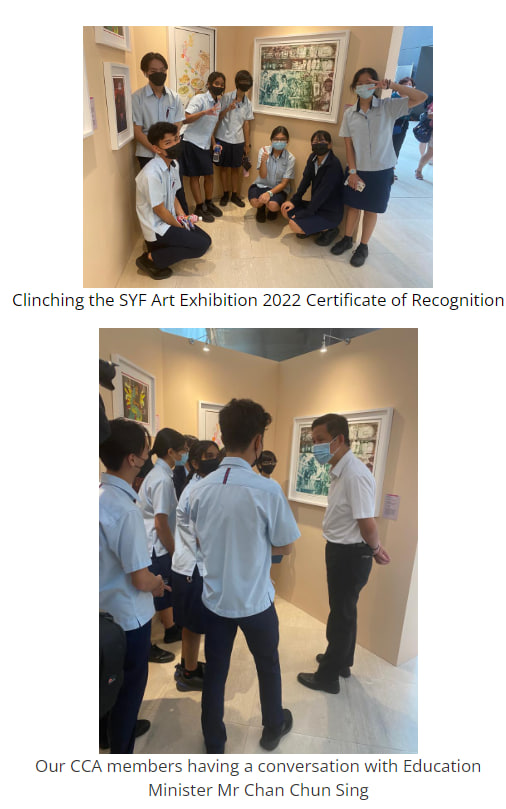 Clinching the SYF Art Exhibition 2022 Certificate of Recognition
Our CCA members having a conversation with Education
Minister Mr Chan Chun Sing